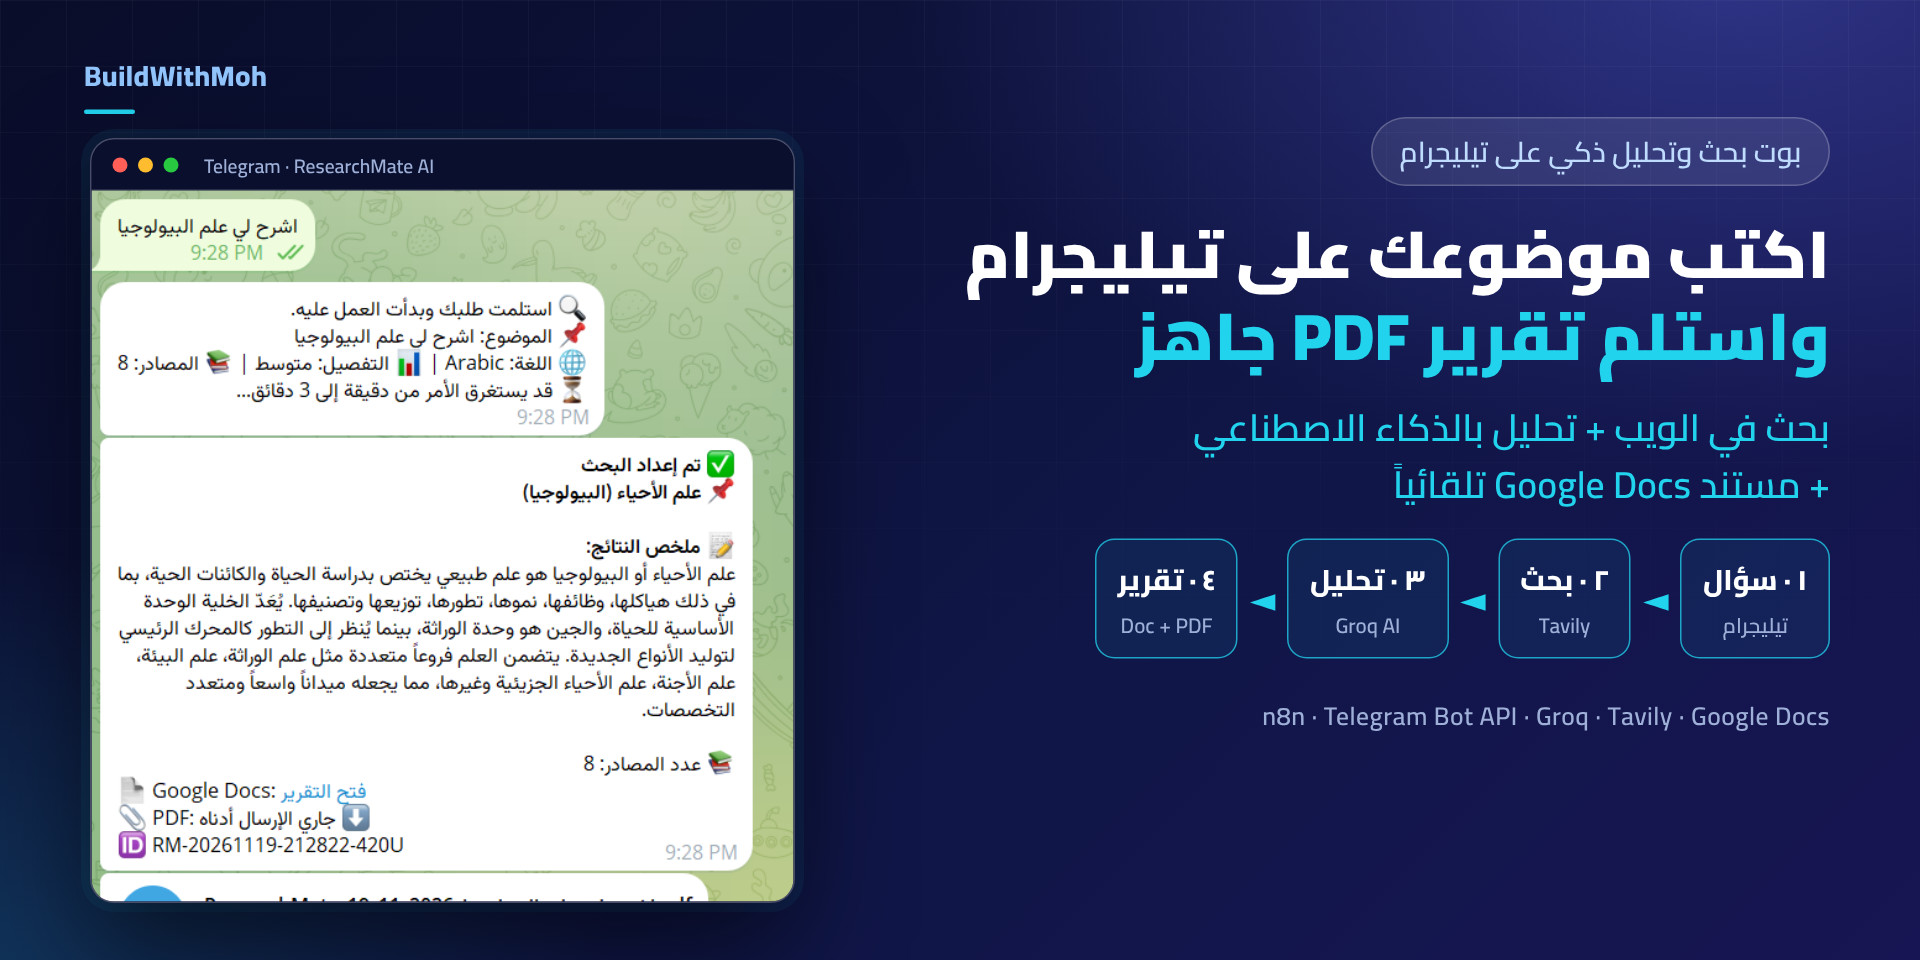 BuildWithMoh
Telegram · ResearchMate AI
اشرح لي علم البيولوجيا
9:28 PM
🔍 استلمت طلبك وبدأت العمل عليه.
📌 الموضوع: اشرح لي علم البيولوجيا
🌐 اللغة: Arabic | 📊 التفصيل: متوسط | 📚 المصادر: 8
⏳ قد يستغرق الأمر من دقيقة إلى 3 دقائق...
9:28 PM
✅ تم إعداد البحث
📌 علم الأحياء (البيولوجيا)
📝 ملخص النتائج:
علم الأحياء أو البيولوجيا هو علم طبيعي يختص بدراسة الحياة والكائنات الحية، بما
في ذلك هياكلها، وظائفها، نموها، تطورها، توزيعها وتصنيفها. يُعَدّ الخلية الوحدة
الأساسية للحياة، والجين هو وحدة الوراثة، بينما يُنظر إلى التطور كالمحرك الرئيسي
لتوليد الأنواع الجديدة. يتضمن العلم فروعاً متعددة مثل علم الوراثة، علم البيئة،
علم الأجنة، علم الأحياء الجزيئية وغيرها، مما يجعله ميداناً واسعاً ومتعدد
التخصصات.
📚 عدد المصادر: 8
📄 Google Docs: فتح التقرير
📎 PDF: جاري الإرسال أدناه ⬇️
🆔 RM-20261119-212822-420U
9:28 PM
بوت بحث وتحليل ذكي على تيليجرام
اكتب موضوعك على تيليجرام
واستلم تقرير PDF جاهز
بحث في الويب + تحليل بالذكاء الاصطناعي
+ مستند Google Docs تلقائياً
٠١ سؤال
تيليجرام
٠٢ بحث
Tavily
٠٣ تحليل
Groq AI
٠٤ تقرير
Doc + PDF
n8n · Telegram Bot API · Groq · Tavily · Google Docs